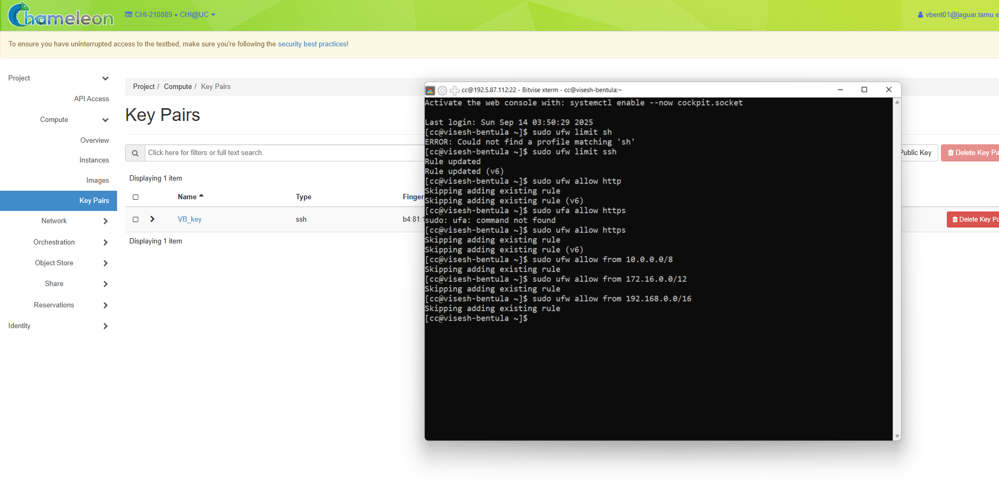 Chameleon
CHI-210889 • CHI@UC
vbent01@jaguar.tamu.e
To ensure you have uninterrupted access to the testbed, make sure you're following the security best practices!
Project
API Access
Compute
Overview
Instances
Images
Key Pairs
Network
Orchestration
Object Store
Share
Reservations
Identity
Project / Compute / Key Pairs
Key Pairs
Click here for filters or full text search.
Public Key
Delete Key Pa
Displaying 1 item
Name Type Finger
VB_key ssh b4:81:1
Delete Key Pa
Displaying 1 item
cc@192.5.87.112:22 - Bitvise xterm - cc@visesh-bentula:~
Activate the web console with: systemctl enable --now cockpit.socket
Last login: Sun Sep 14 03:50:29 2025
[cc@visesh-bentula ~]$ sudo ufw limit sh
ERROR: Could not find a profile matching 'sh'
[cc@visesh-bentula ~]$ sudo ufw limit ssh
Rule updated
Rule updated (v6)
[cc@visesh-bentula ~]$ sudo ufw allow http
Skipping adding existing rule
Skipping adding existing rule (v6)
[cc@visesh-bentula ~]$ sudo ufa allow https
sudo: ufa: command not found
[cc@visesh-bentula ~]$ sudo ufw allow https
Skipping adding existing rule
Skipping adding existing rule (v6)
[cc@visesh-bentula ~]$ sudo ufw allow from 10.0.0.0/8
Skipping adding existing rule
[cc@visesh-bentula ~]$ sudo ufw allow from 172.16.0.0/12
Skipping adding existing rule
[cc@visesh-bentula ~]$ sudo ufw allow from 192.168.0.0/16
Skipping adding existing rule
[cc@visesh-bentula ~]$